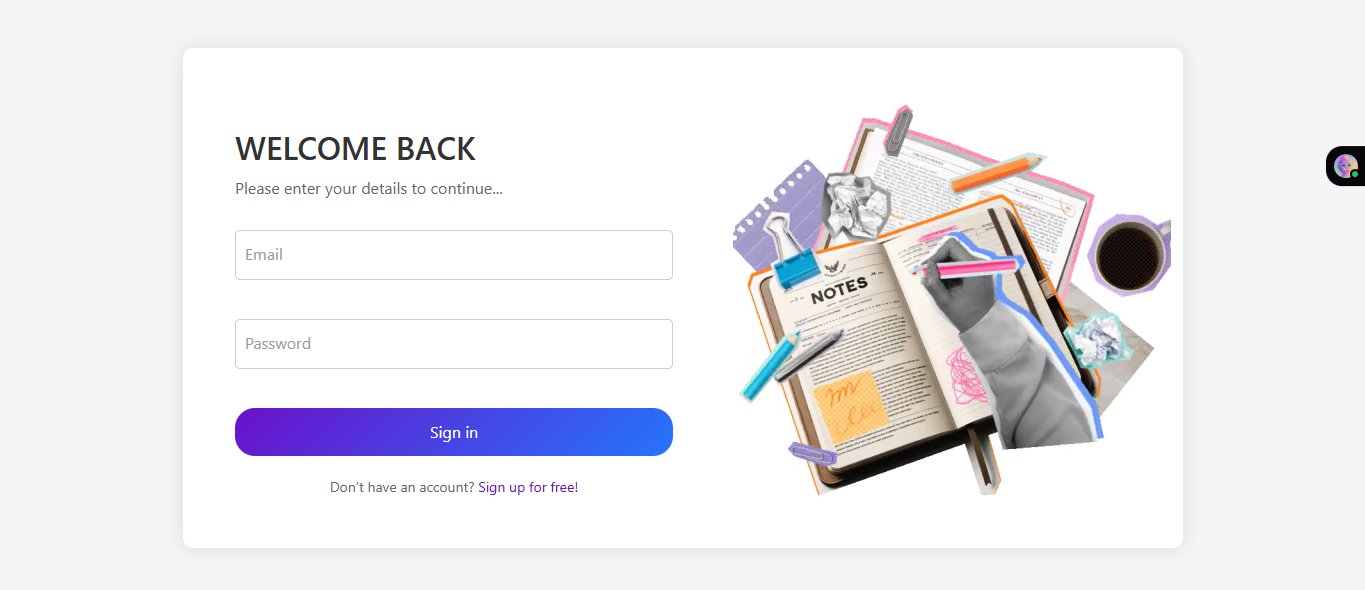 WELCOME BACK
Please enter your details to continue...
Email
Password
Sign in
Don't have an account? Sign up for free!
NOTES